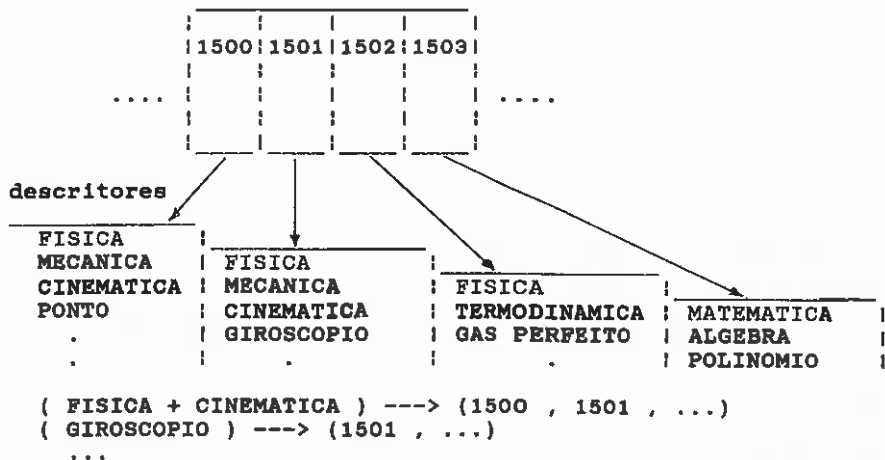 1500 1501 1502 1503
.... ....
descritores
FISICA
MECANICA
CINEMATICA
PONTO
.
.
FISICA
MECANICA
CINEMATICA
GIROSCOPIO
.
FISICA
TERMODINAMICA
GAS PERFEITO
.
MATEMATICA
ALGEBRA
POLINOMIO
( FISICA + CINEMATICA ) ---> (1500 , 1501 , ...)
( GIROSCOPIO ) ---> (1501 , ...)
...